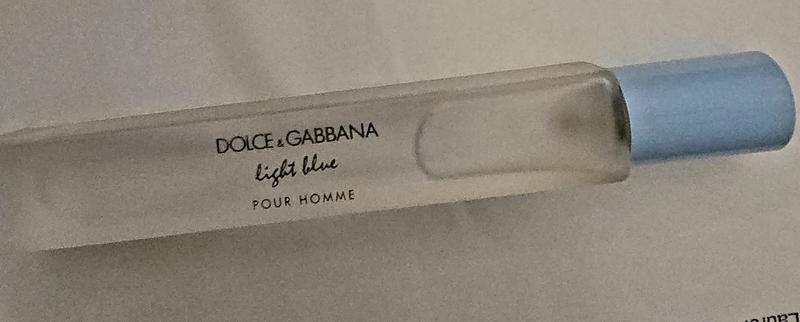 DOLCE & GABBANA
light blue
POUR HOMME